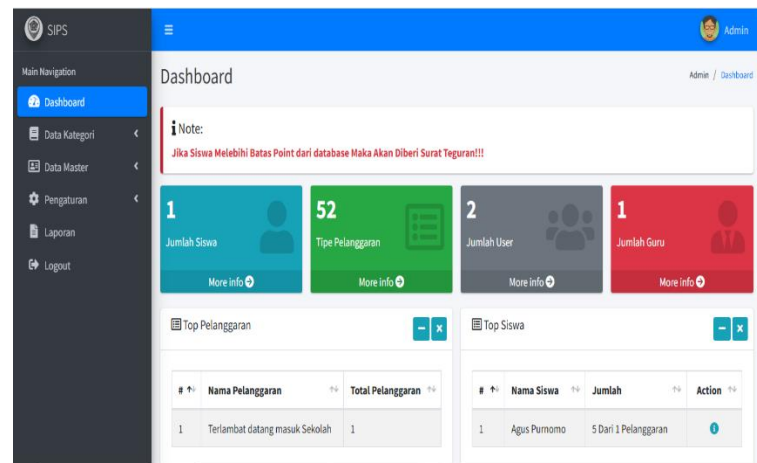 SIPS
Admin
Main Navigation
Dashboard
Data Kategori
Data Master
Pengaturan
Laporan
Logout
Dashboard
Admin / Dashboard
Note:
Jika Siswa Melebihi Batas Point dari database Maka Akan Diberi Surat Teguran!!!
1
Jumlah Siswa
More info
52
Tipe Pelanggaran
More info
2
Jumlah User
More info
1
Jumlah Guru
More info
Top Pelanggaran
# Nama Pelanggaran Total Pelanggaran
1 Terlambat datang masuk Sekolah 1
Top Siswa
# Nama Siswa Jumlah Action
1 Agus Purnomo 5 Dari 1 Pelanggaran